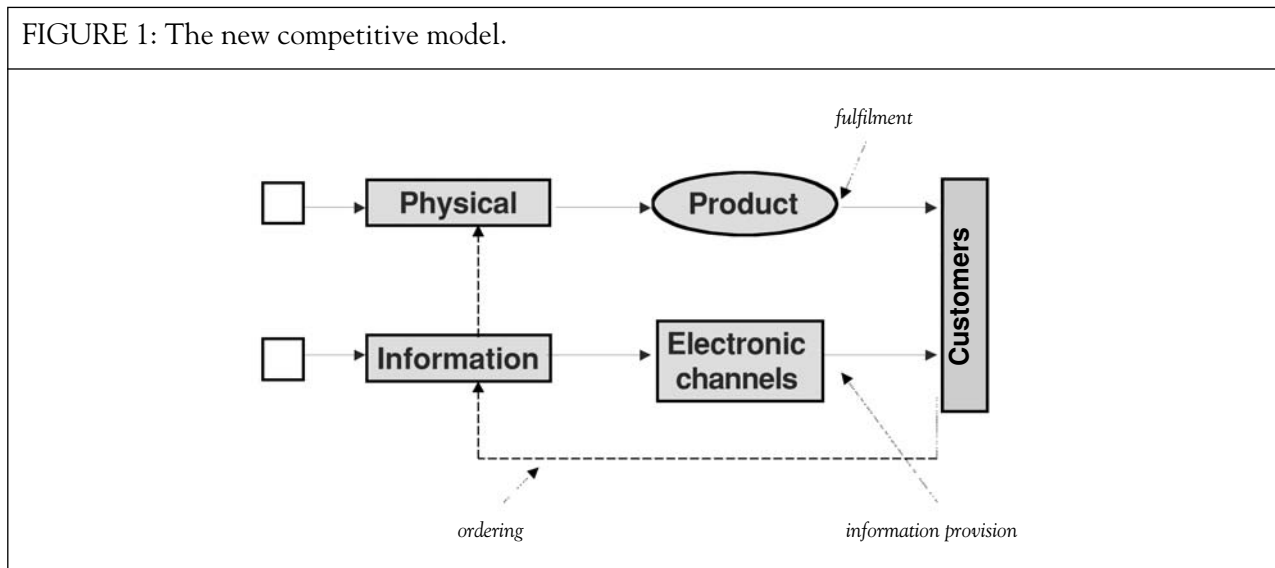 FIGURE 1: The new competitive model.
fulfilment
Physical
Product
Customers
Information
Electronic
channels
ordering
information provision